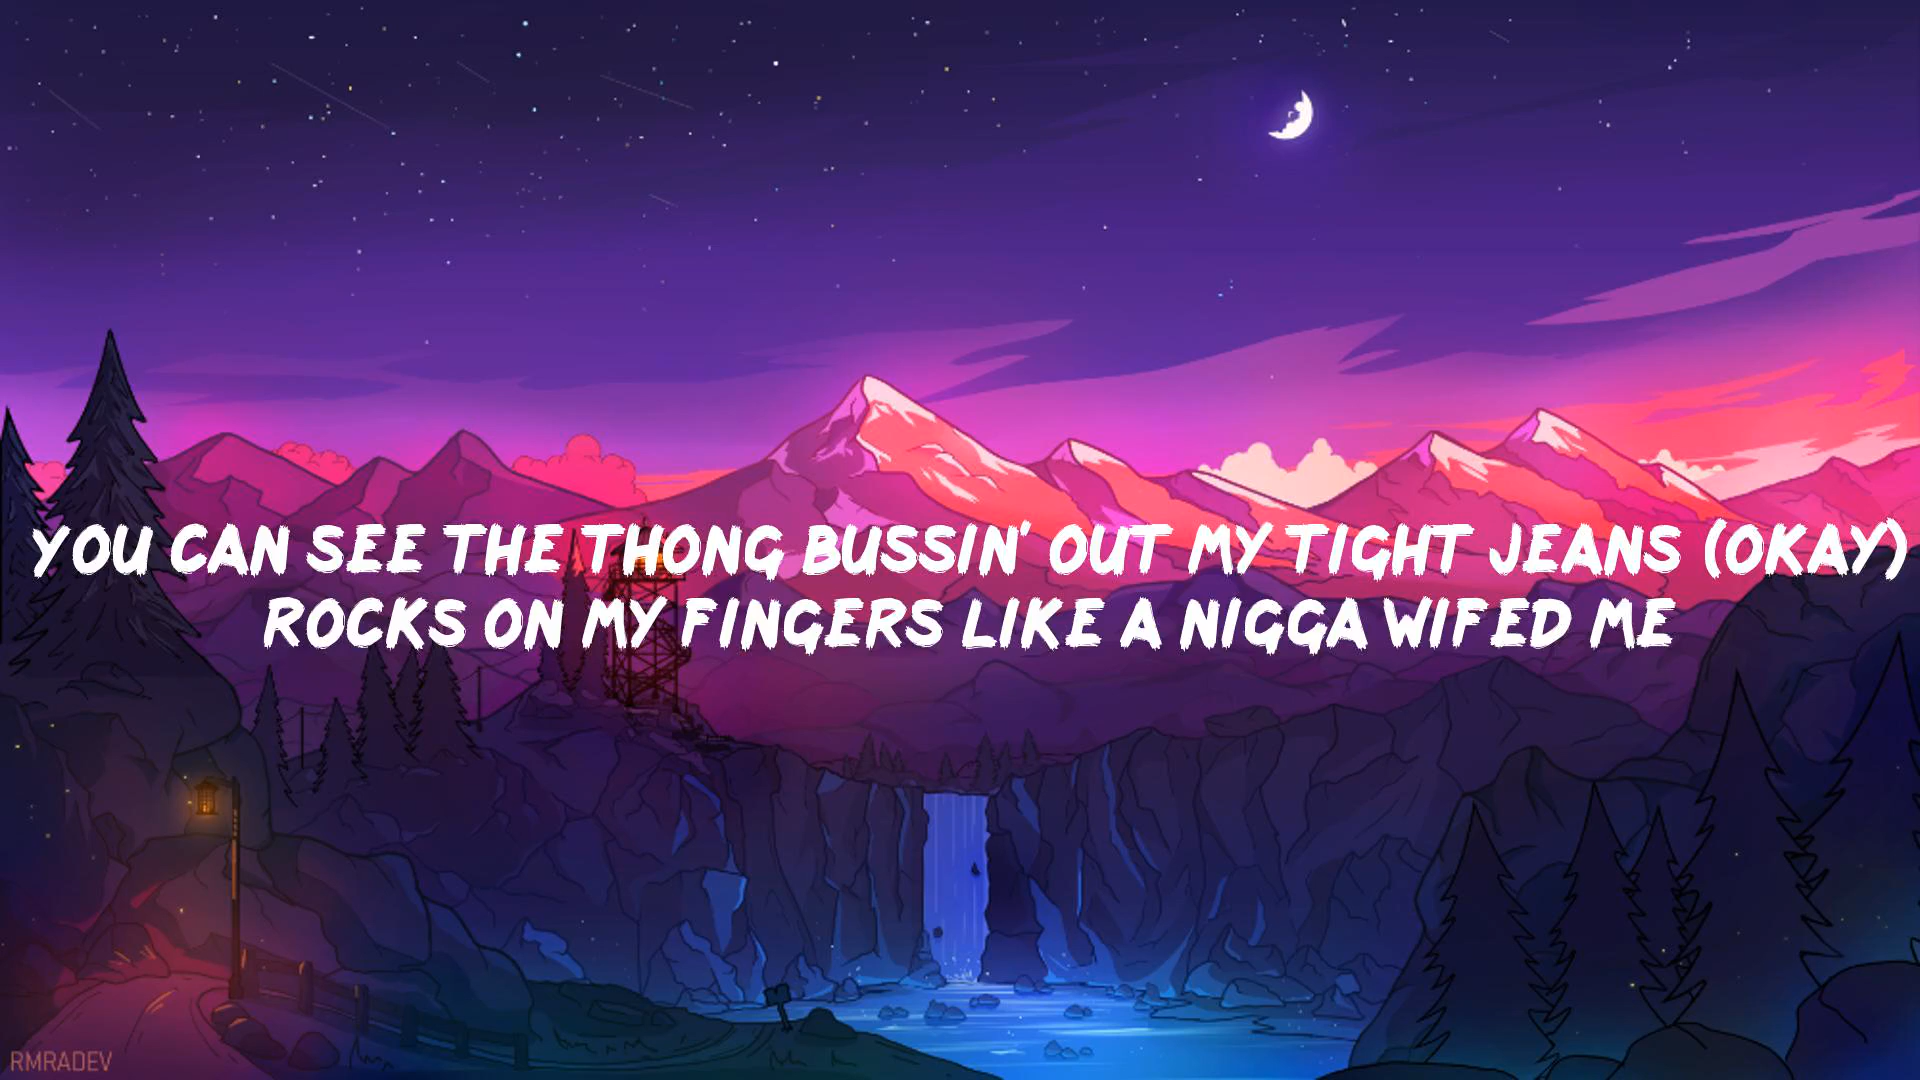 YOU CAN SEE THE THONG BUSSIN' OUT MY TIGHT JEANS (OKAY)
ROCKS ON MY FINGERS LIKE A NIGGA WIFED ME
RMRADEV